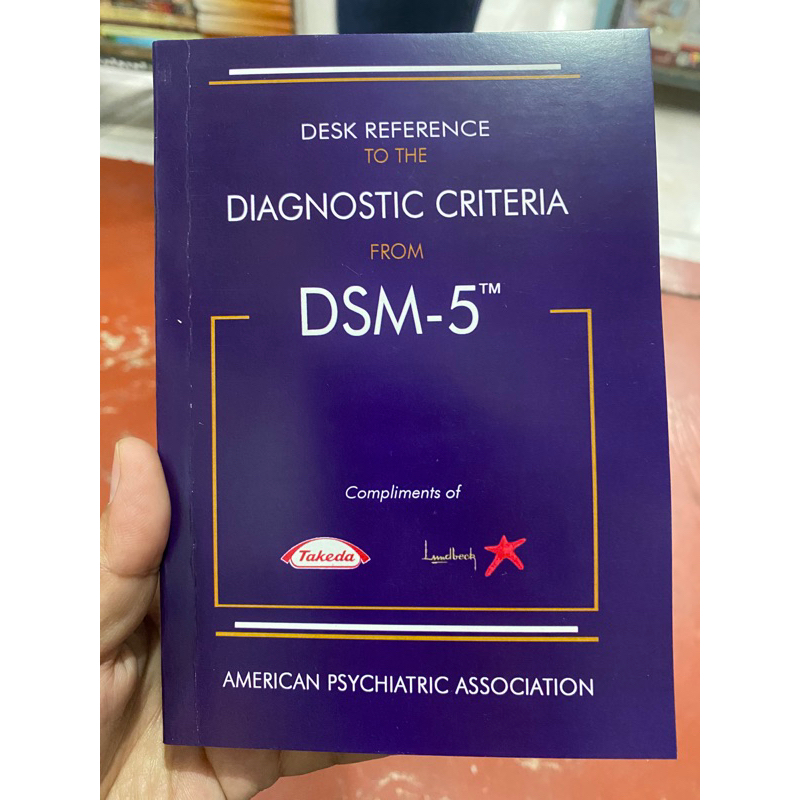 DESK REFERENCE
TO THE
DIAGNOSTIC CRITERIA
FROM
DSM-5™
Compliments of
Takeda
Lundbeck
AMERICAN PSYCHIATRIC ASSOCIATION